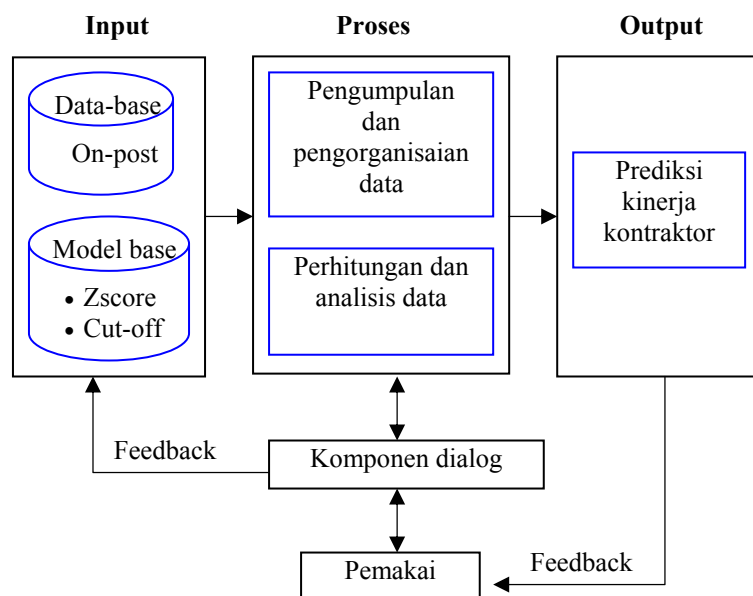 Input
Proses
Output
Data-base
On-post
Model base
• Zscore
• Cut-off
Pengumpulan
dan
pengorganisaian
data
Perhitungan dan
analisis data
Prediksi
kinerja
kontraktor
Feedback
Komponen dialog
Pemakai
Feedback